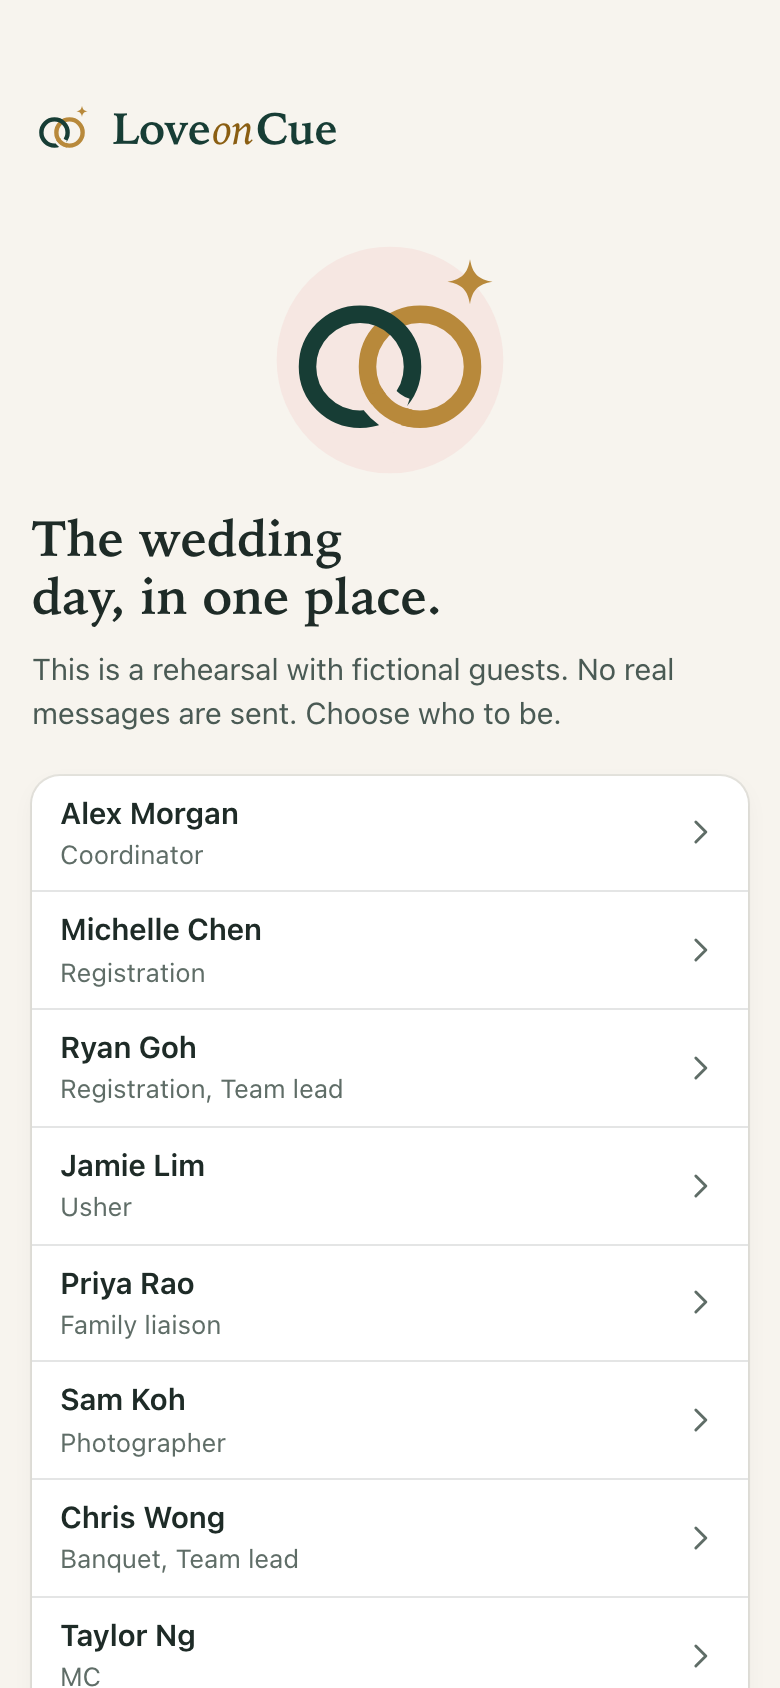 LoveonCue
The wedding
day, in one place.
This is a rehearsal with fictional guests. No real
messages are sent. Choose who to be.
Alex Morgan
Coordinator
Michelle Chen
Registration
Ryan Goh
Registration, Team lead
Jamie Lim
Usher
Priya Rao
Family liaison
Sam Koh
Photographer
Chris Wong
Banquet, Team lead
Taylor Ng
MC